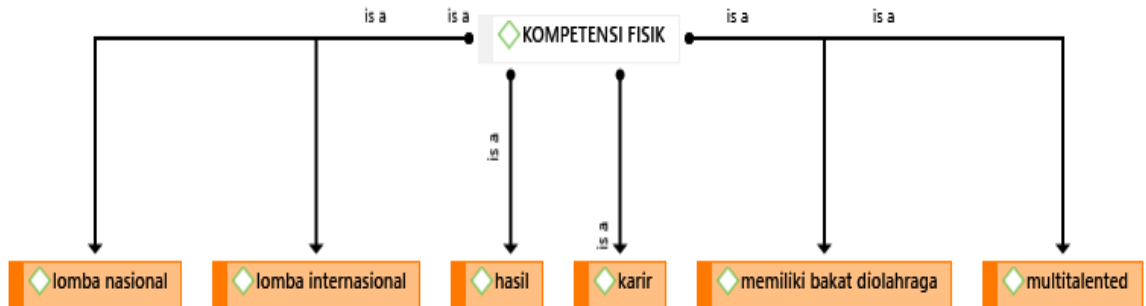 is a
is a
KOMPETENSI FISIK
is a
is a
is a
is a
lomba nasional
lomba internasional
hasil
karir
memiliki bakat diolahraga
multitalented